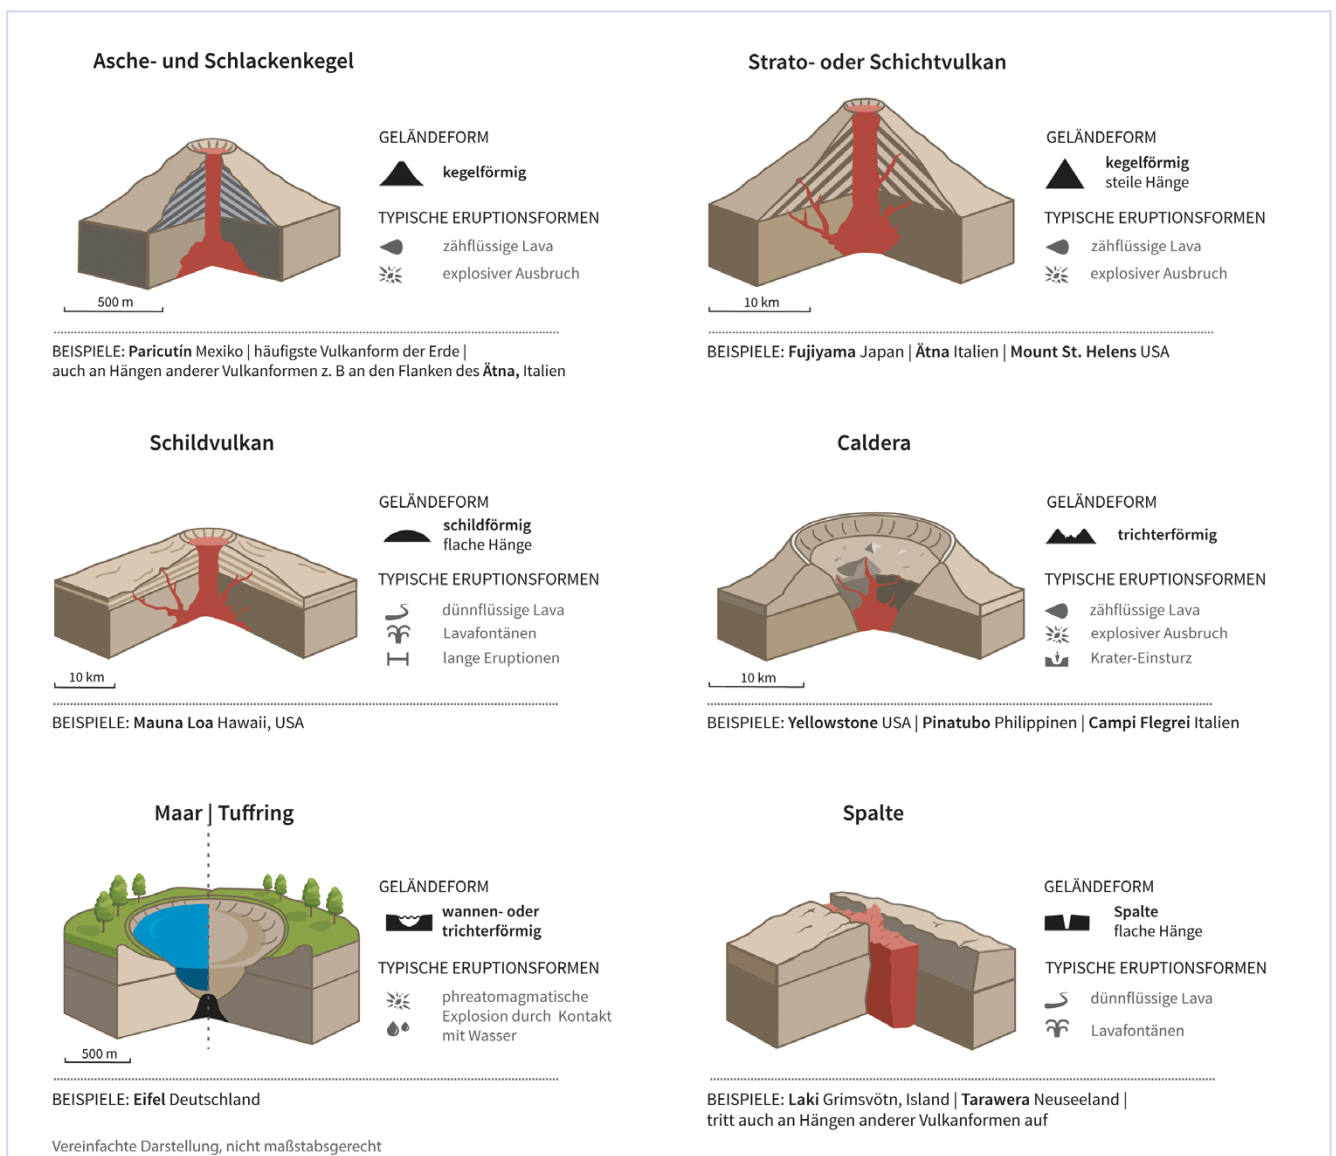 Asche- und Schlackenkegel
GELÄNDEFORM
kegelförmig
TYPISCHE ERUPTIONSFORMEN
zähflüssige Lava
explosiver Ausbruch
500 m
BEISPIELE: Paricutín Mexiko | häufigste Vulkanform der Erde |
auch an Hängen anderer Vulkanformen z. B an den Flanken des Ätna, Italien
Strato- oder Schichtvulkan
GELÄNDEFORM
kegelförmig
steile Hänge
TYPISCHE ERUPTIONSFORMEN
zähflüssige Lava
explosiver Ausbruch
10 km
BEISPIELE: Fujiyama Japan | Ätna Italien | Mount St. Helens USA
Schildvulkan
GELÄNDEFORM
schildförmig
flache Hänge
TYPISCHE ERUPTIONSFORMEN
dünnflüssige Lava
Lavafontänen
lange Eruptionen
10 km
BEISPIELE: Mauna Loa Hawaii, USA
Caldera
GELÄNDEFORM
trichterförmig
TYPISCHE ERUPTIONSFORMEN
zähflüssige Lava
explosiver Ausbruch
Krater-Einsturz
10 km
BEISPIELE: Yellowstone USA | Pinatubo Philippinen | Campi Flegrei Italien
Maar | Tuffring
GELÄNDEFORM
wannen- oder
trichterförmig
TYPISCHE ERUPTIONSFORMEN
phreatomagmatische
Explosion durch Kontakt
mit Wasser
500 m
BEISPIELE: Eifel Deutschland
Spalte
GELÄNDEFORM
Spalte
flache Hänge
TYPISCHE ERUPTIONSFORMEN
dünnflüssige Lava
Lavafontänen
BEISPIELE: Laki Grimsvötn, Island | Tarawera Neuseeland |
tritt auch an Hängen anderer Vulkanformen auf
Vereinfachte Darstellung, nicht maßstabsgerecht